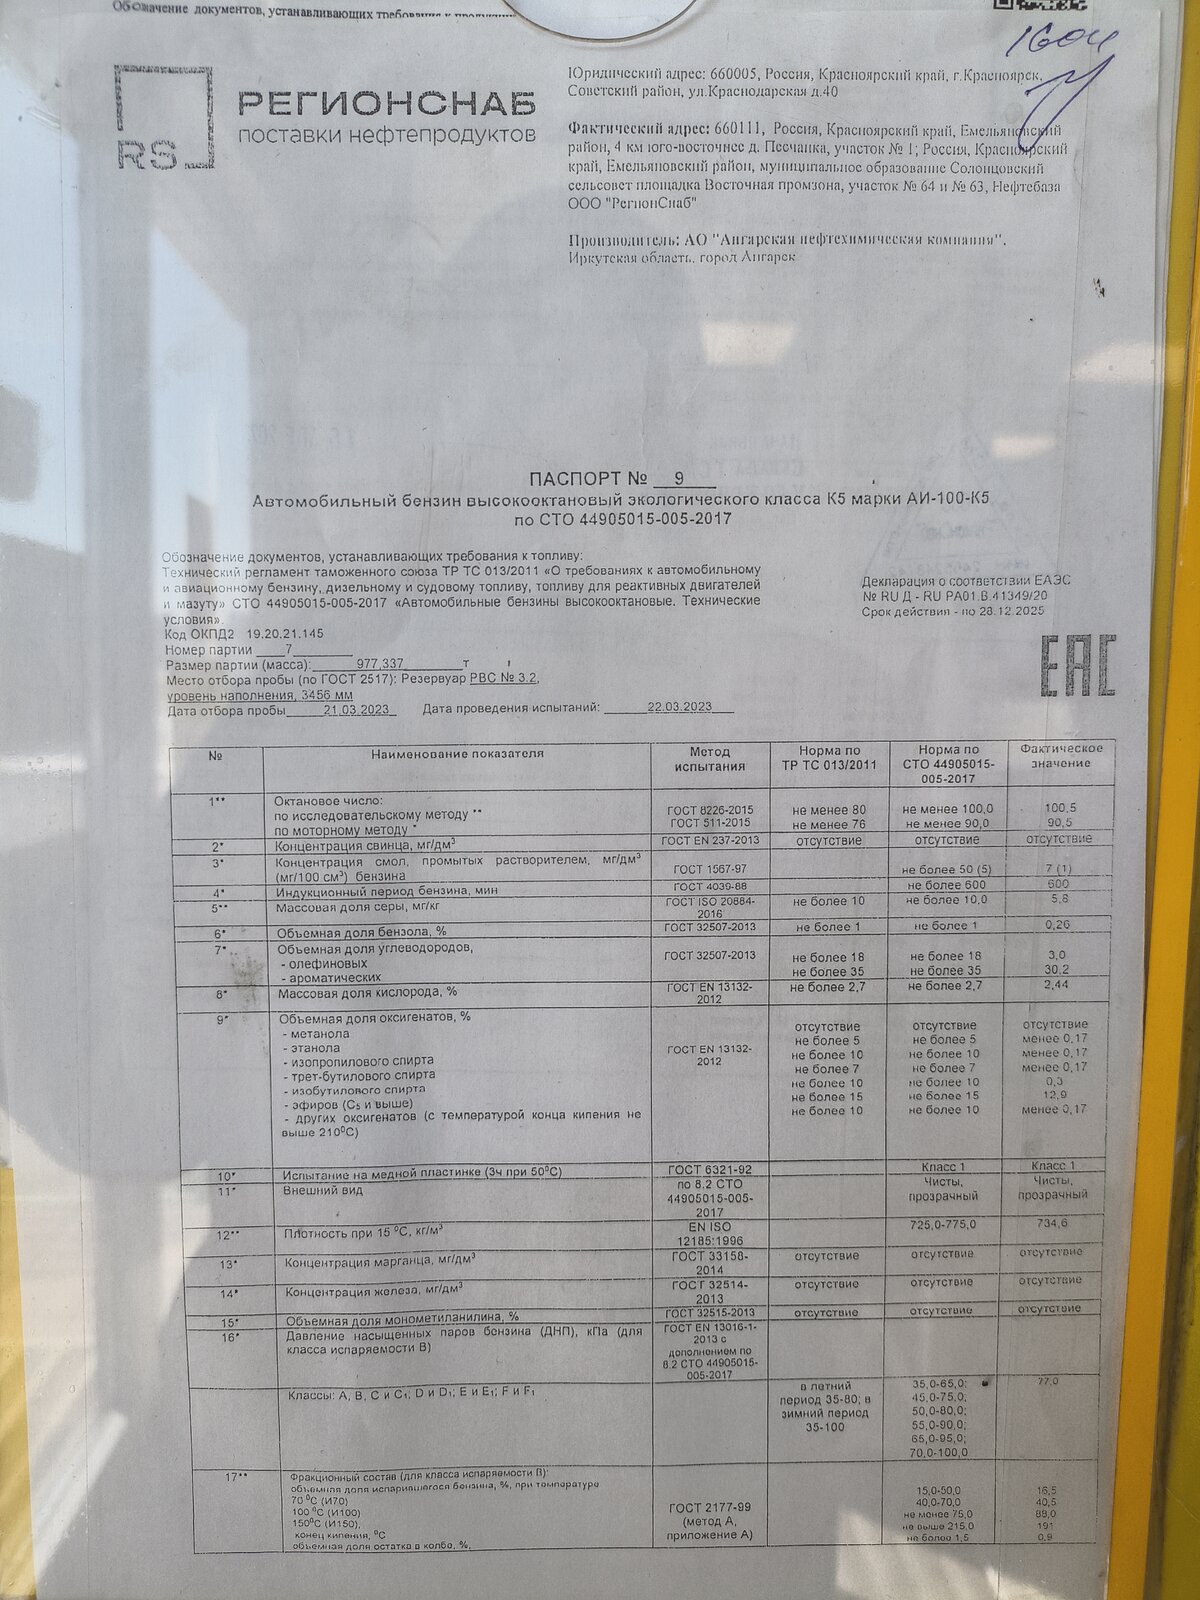 Обозначение документов, устанавливающих требования к продукции
160и
РЕГИОНСНАБ
поставки нефтепродуктов
RS
Юридический адрес: 660005, Россия, Красноярский край, г.Красноярск,
Советский район, ул.Краснодарская д.40
Фактический адрес: 660111, Россия, Красноярский край, Емельяновский
район, 4 км юго-восточнее д. Песчанка, участок № 1; Россия, Красноярский
край, Емельяновский район, муниципальное образование Солонцовский
сельсовет площадка Восточная промзона, участок № 64 и № 63, Нефтебаза
ООО "РегионСнаб"
Производитель: АО "Ангарская нефтехимическая компания",
Иркутская область, город Ангарск
ПАСПОРТ № 9
Автомобильный бензин высокооктановый экологического класса К5 марки АИ-100-К5
по СТО 44905015-005-2017
Обозначение документов, устанавливающих требования к топливу:
Технический регламент таможенного союза ТР ТС 013/2011 «О требованиях к автомобильному
и авиационному бензину, дизельному и судовому топливу, топливу для реактивных двигателей
и мазуту» СТО 44905015-005-2017 «Автомобильные бензины высокооктановые. Технические
условия».
Декларация о соответствии ЕАЭС
№ RU Д - RU РА01.В.41349/20
Срок действия - по 28.12.2025
Код ОКПД2 19.20.21.145
Номер партии 7
Размер партии (масса): 977,337 т
Место отбора пробы (по ГОСТ 2517): Резервуар РВС № 3.2,
уровень наполнения, 3456 мм
Дата отбора пробы 21.03.2023 Дата проведения испытаний: 22.03.2023
EAC
№ Наименование показателя Метод испытания Норма по ТР ТС 013/2011 Норма по СТО 44905015-005-2017 Фактическое значение
1** Октановое число:
по исследовательскому методу ** ГОСТ 8226-2015 не менее 80 не менее 100,0 100,5
по моторному методу * ГОСТ 511-2015 не менее 76 не менее 90,0 90,5
2* Концентрация свинца, мг/дм³ ГОСТ EN 237-2013 отсутствие отсутствие отсутствие
3* Концентрация смол, промытых растворителем, мг/дм³
(мг/100 см³) бензина ГОСТ 1567-97 не более 50 (5) 7 (1)
4* Индукционный период бензина, мин ГОСТ 4039-88 не более 600 600
5** Массовая доля серы, мг/кг ГОСТ ISO 20884-2016 не более 10 не более 10,0 5,8
6* Объемная доля бензола, % ГОСТ 32507-2013 не более 1 не более 1 0,26
7* Объемная доля углеводородов, ГОСТ 32507-2013
- олефиновых не более 18 не более 18 3,0
- ароматических не более 35 не более 35 30,2
8* Массовая доля кислорода, % ГОСТ EN 13132-2012 не более 2,7 не более 2,7 2,44
9* Объемная доля оксигенатов, % ГОСТ EN 13132-2012
- метанола отсутствие отсутствие отсутствие
- этанола не более 5 не более 5 менее 0,17
- изопропилового спирта не более 10 не более 10 менее 0,17
- трет-бутилового спирта не более 7 не более 7 менее 0,17
- изобутилового спирта не более 10 не более 10 0,3
- эфиров (C₅ и выше) не более 15 не более 15 12,9
- других оксигенатов (с температурой конца кипения не не более 10 не более 10 менее 0,17
выше 210⁰С)
10* Испытание на медной пластинке (3ч при 50⁰С) ГОСТ 6321-92 Класс 1 Класс 1
11* Внешний вид по 8.2 СТО 44905015-005-2017 Чисты, прозрачный Чисты, прозрачный
12** Плотность при 15 ⁰С, кг/м³ EN ISO 12185:1996 725,0-775,0 734,6
13* Концентрация марганца, мг/дм³ ГОСТ 33158-2014 отсутствие отсутствие отсутствие
14* Концентрация железа, мг/дм³ ГОСТ 32514-2013 отсутствие отсутствие отсутствие
15* Объемная доля монометиланилина, % ГОСТ 32515-2013 отсутствие отсутствие отсутствие
16* Давление насыщенных паров бензина (ДНП), кПа (для
класса испаряемости В) ГОСТ EN 13016-1-2013 с дополнением по 8.2 СТО 44905015-005-2017
Классы: А, В, С и С₁; D и D₁; Е и Е₁; F и F₁ в летний период 35-80; в зимний период 35-100 35,0-65,0; 77,0
45,0-75,0;
50,0-80,0;
55,0-90,0;
65,0-95,0;
70,0-100,0
17** Фракционный состав (для класса испаряемости В): ГОСТ 2177-99 (метод А, приложение А)
объемная доля испарившегося бензина, %, при температуре
70 ⁰С (И70) 15,0-50,0 16,5
100 ⁰С (И100) 40,0-70,0 40,5
150⁰С (И150), не менее 75,0 88,0
конец кипения, ⁰С не выше 215,0 191
объемная доля остатка в колбе, %, не более 1,5 0,9